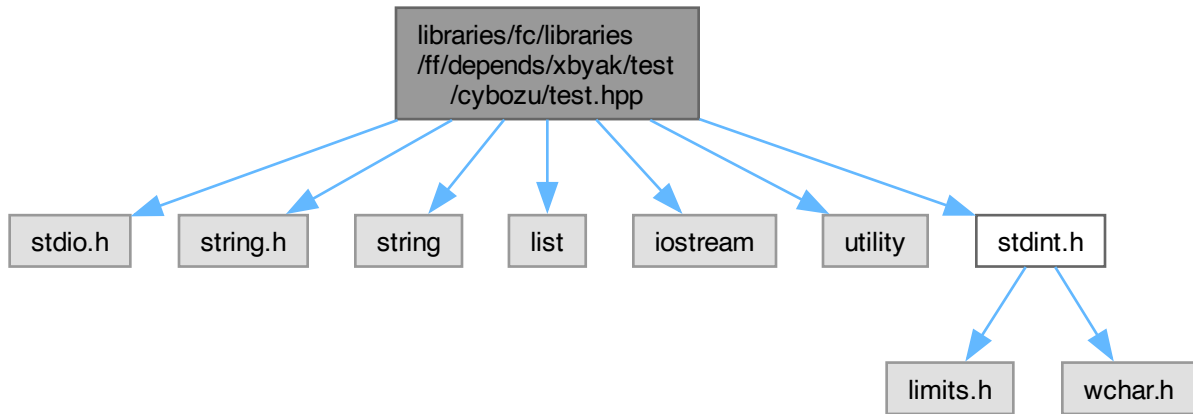 libraries/fc/libraries
/ff/depends/xbyak/test
/cybozu/test.hpp
stdio.h
string.h
string
list
iostream
utility
stdint.h
limits.h
wchar.h